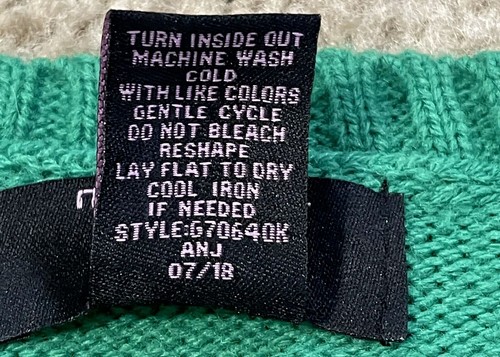 TURN INSIDE OUT
MACHINE WASH
COLD
WITH LIKE COLORS
GENTLE CYCLE
DO NOT BLEACH
RESHAPE
LAY FLAT TO DRY
COOL IRON
IF NEEDED
STYLE:G70640K
ANJ
07/18